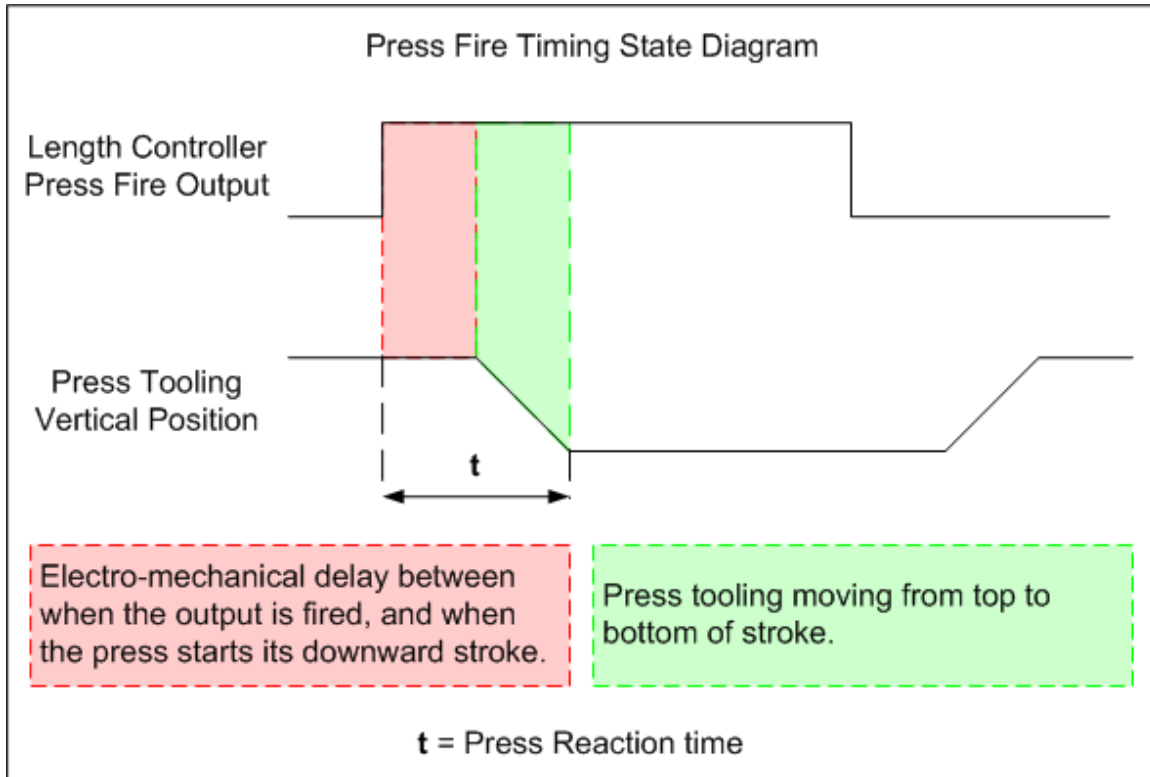 Press Fire Timing State Diagram
Length Controller
Press Fire Output
Press Tooling
Vertical Position
t
Electro-mechanical delay between
when the output is fired, and when
the press starts its downward stroke.
Press tooling moving from top to
bottom of stroke.
t = Press Reaction time